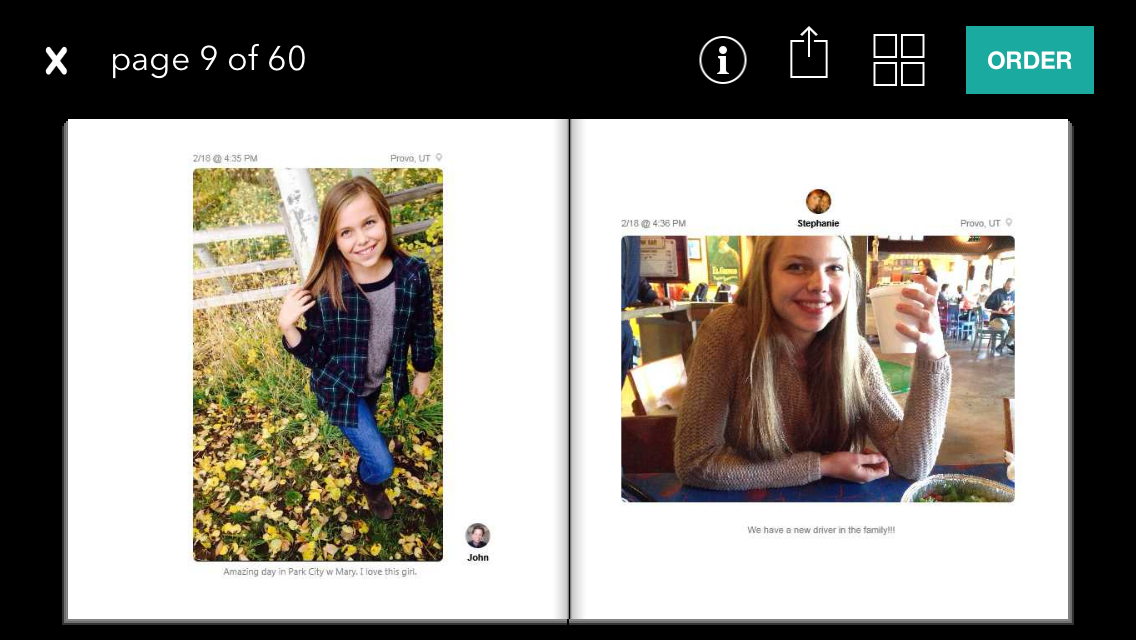 x page 9 of 60
ORDER
2/18 @ 4:35 PM Provo, UT
John
Amazing day in Park City w Mary. I love this girl.
Stephanie
2/18 @ 4:36 PM Provo, UT
We have a new driver in the family!!!